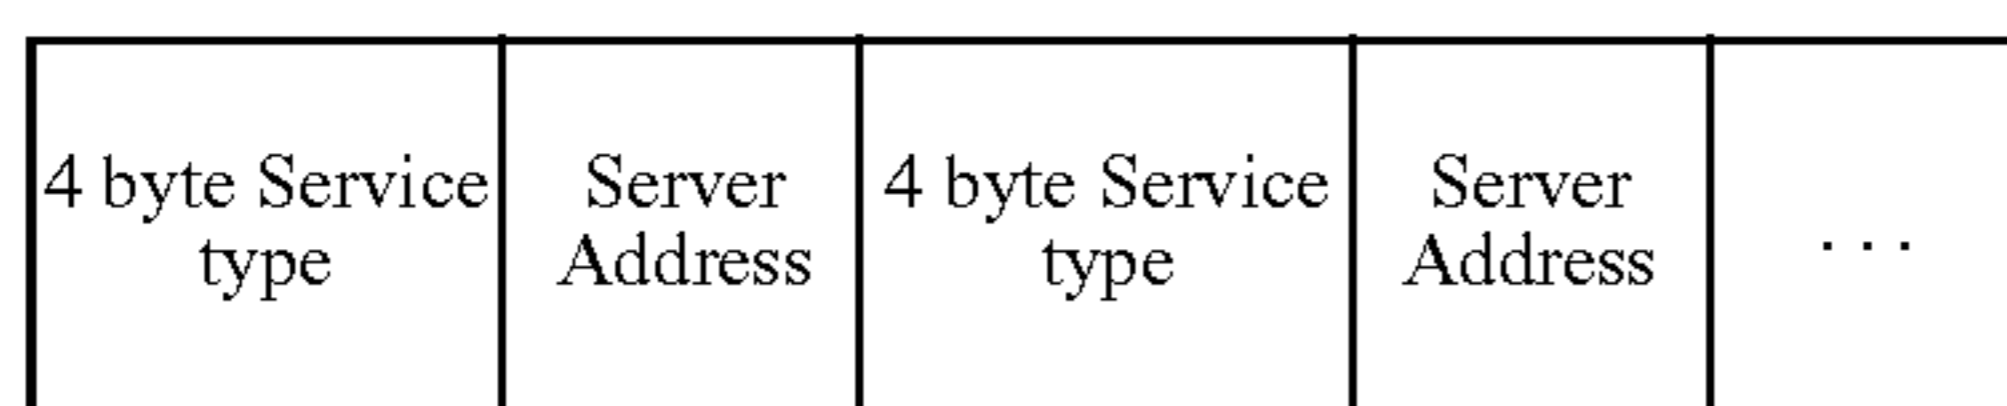 4 byte Service
type
Server
Address
4 byte Service
type
Server
Address
. . .